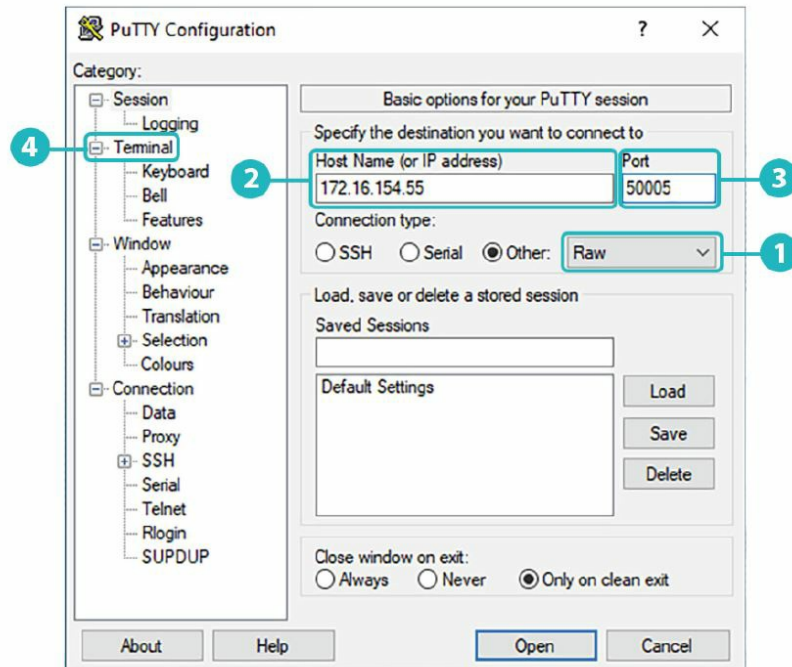 PuTTY Configuration ? ×
Category:
Session
Logging
4 Terminal
Keyboard
Bell
Features
Window
Appearance
Behaviour
Translation
Selection
Colours
Connection
Data
Proxy
SSH
Serial
Telnet
Rlogin
SUPDUP
Basic options for your PuTTY session
Specify the destination you want to connect to
Host Name (or IP address) Port
2 172.16.154.55 50005 3
Connection type:
SSH Serial Other: Raw 1
Load, save or delete a stored session
Saved Sessions
Default Settings
Load
Save
Delete
Close window on exit:
Always Never Only on clean exit
About Help Open Cancel